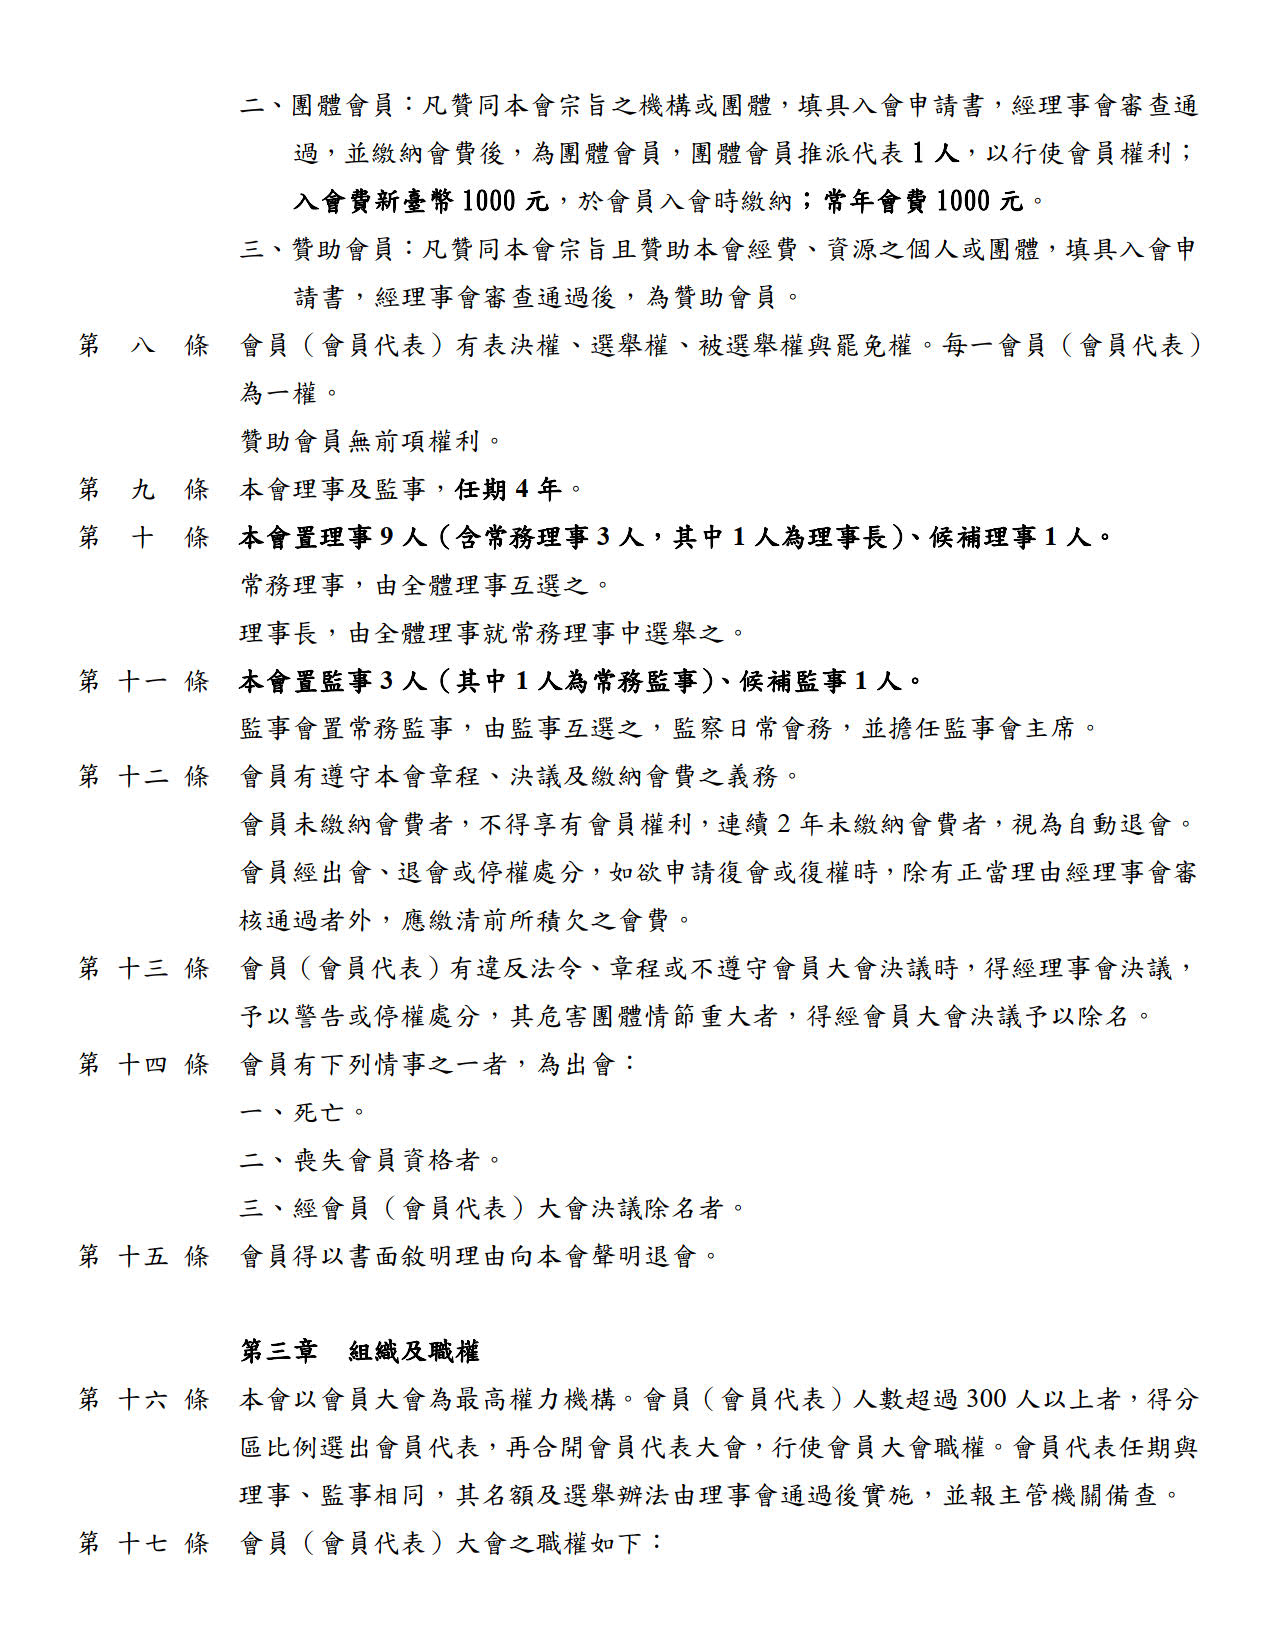 二、團體會員：凡贊同本會宗旨之機構或團體，填具入會申請書，經理事會審查通
過，並繳納會費後，為團體會員，團體會員推派代表 1 人，以行使會員權利；
入會費新臺幣 1000 元，於會員入會時繳納；常年會費 1000 元。
三、贊助會員：凡贊同本會宗旨且贊助本會經費、資源之個人或團體，填具入會申
請書，經理事會審查通過後，為贊助會員。
第 八 條 會員（會員代表）有表決權、選舉權、被選舉權與罷免權。每一會員（會員代表）
為一權。
贊助會員無前項權利。
第 九 條 本會理事及監事，任期 4 年。
第 十 條 本會置理事 9 人（含常務理事 3 人，其中 1 人為理事長）、候補理事 1 人。
常務理事，由全體理事互選之。
理事長，由全體理事就常務理事中選舉之。
第 十一 條 本會置監事 3 人（其中 1 人為常務監事）、候補監事 1 人。
監事會置常務監事，由監事互選之，監察日常會務，並擔任監事會主席。
第 十二 條 會員有遵守本會章程、決議及繳納會費之義務。
會員未繳納會費者，不得享有會員權利，連續 2 年未繳納會費者，視為自動退會。
會員經出會、退會或停權處分，如欲申請復會或復權時，除有正當理由經理事會審
核通過者外，應繳清前所積欠之會費。
第 十三 條 會員（會員代表）有違反法令、章程或不遵守會員大會決議時，得經理事會決議，
予以警告或停權處分，其危害團體情節重大者，得經會員大會決議予以除名。
第 十四 條 會員有下列情事之一者，為出會：
一、死亡。
二、喪失會員資格者。
三、經會員（會員代表）大會決議除名者。
第 十五 條 會員得以書面敘明理由向本會聲明退會。
第三章　組織及職權
第 十六 條 本會以會員大會為最高權力機構。會員（會員代表）人數超過 300 人以上者，得分
區比例選出會員代表，再合開會員代表大會，行使會員大會職權。會員代表任期與
理事、監事相同，其名額及選舉辦法由理事會通過後實施，並報主管機關備查。
第 十七 條 會員（會員代表）大會之職權如下：